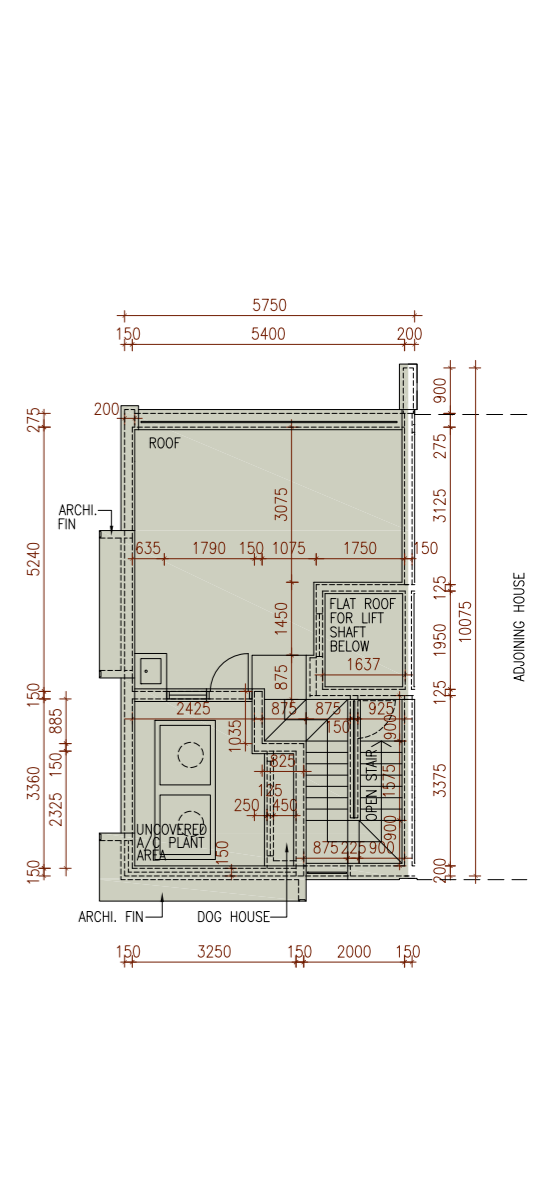 5750
150 5400 200
900
200
275
275
ROOF
ARCHI.
FIN
3075
3125
5240
635 1790 150 1075 1750 150
125
FLAT ROOF
FOR LIFT
SHAFT
BELOW
1450
1950
10075
ADJOINING HOUSE
1637
875
150
125
2425 875 875 925
150
900
885
1035
150
825
125
1575
OPEN STAIR
3360
2325
3375
250 450
UNCOVERED
A/C PLANT
AREA
150
900
875 225 900
150
200
ARCHI. FIN
DOG HOUSE
150 3250 150 2000 150